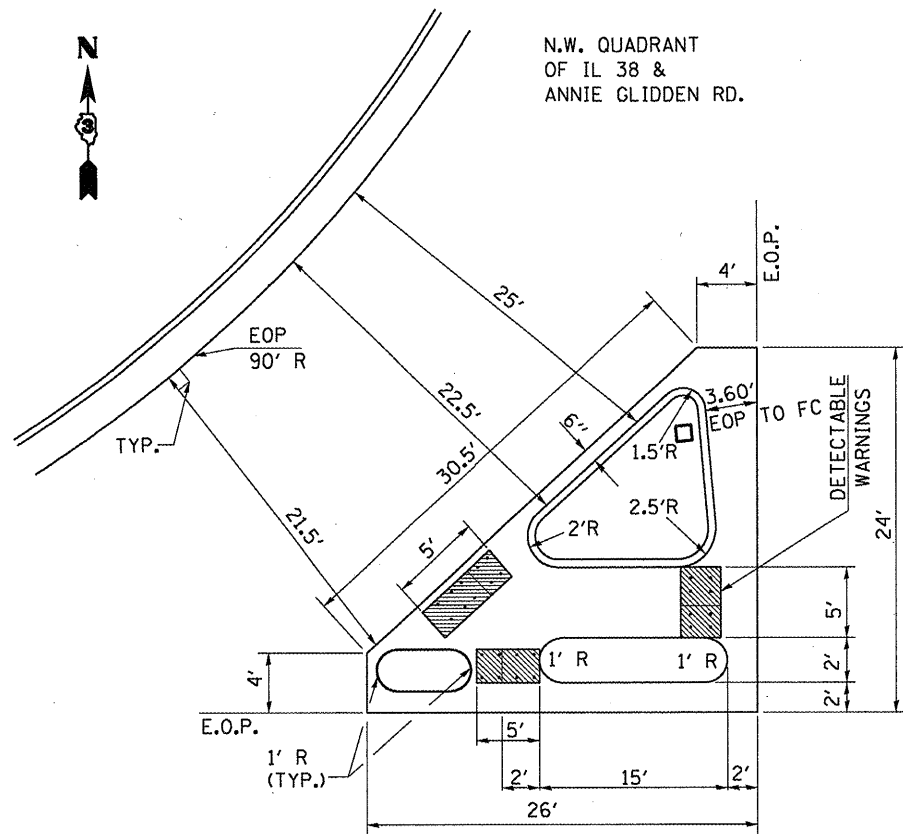 N
3
N.W. QUADRANT
OF IL 38 &
ANNIE GLIDDEN RD.
E.O.P.
4'
25'
EOP
90' R
22.5'
30.5'
6"
3.60'
EOP TO FC
DETECTABLE
WARNINGS
TYP.
1.5'R
2.5'R
2'R
24'
21.5'
5'
5'
4'
1' R
1' R
2'
2'
E.O.P.
1' R
(TYP.)
5'
2'
15'
2'
26'